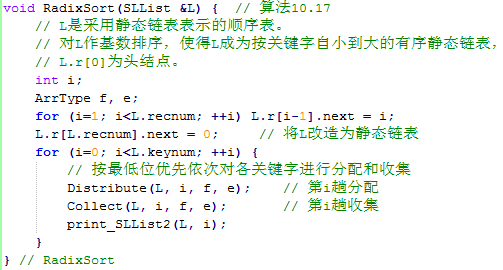 void RadixSort(SLList &L) {  // 算法10.17
// L是采用静态链表表示的顺序表。
// 对L作基数排序，使得L成为按关键字自小到大的有序静态链表，
// L.r[0]为头结点。
int i;
ArrType f, e;
for (i=1; i<L.recnum; ++i) L.r[i-1].next = i;
L.r[L.recnum].next = 0;     // 将L改造为静态链表
for (i=0; i<L.keynum; ++i) {
// 按最低位优先依次对各关键字进行分配和收集
Distribute(L, i, f, e);    // 第i趟分配
Collect(L, i, f, e);       // 第i趟收集
print_SLList2(L, i);
}
} // RadixSort